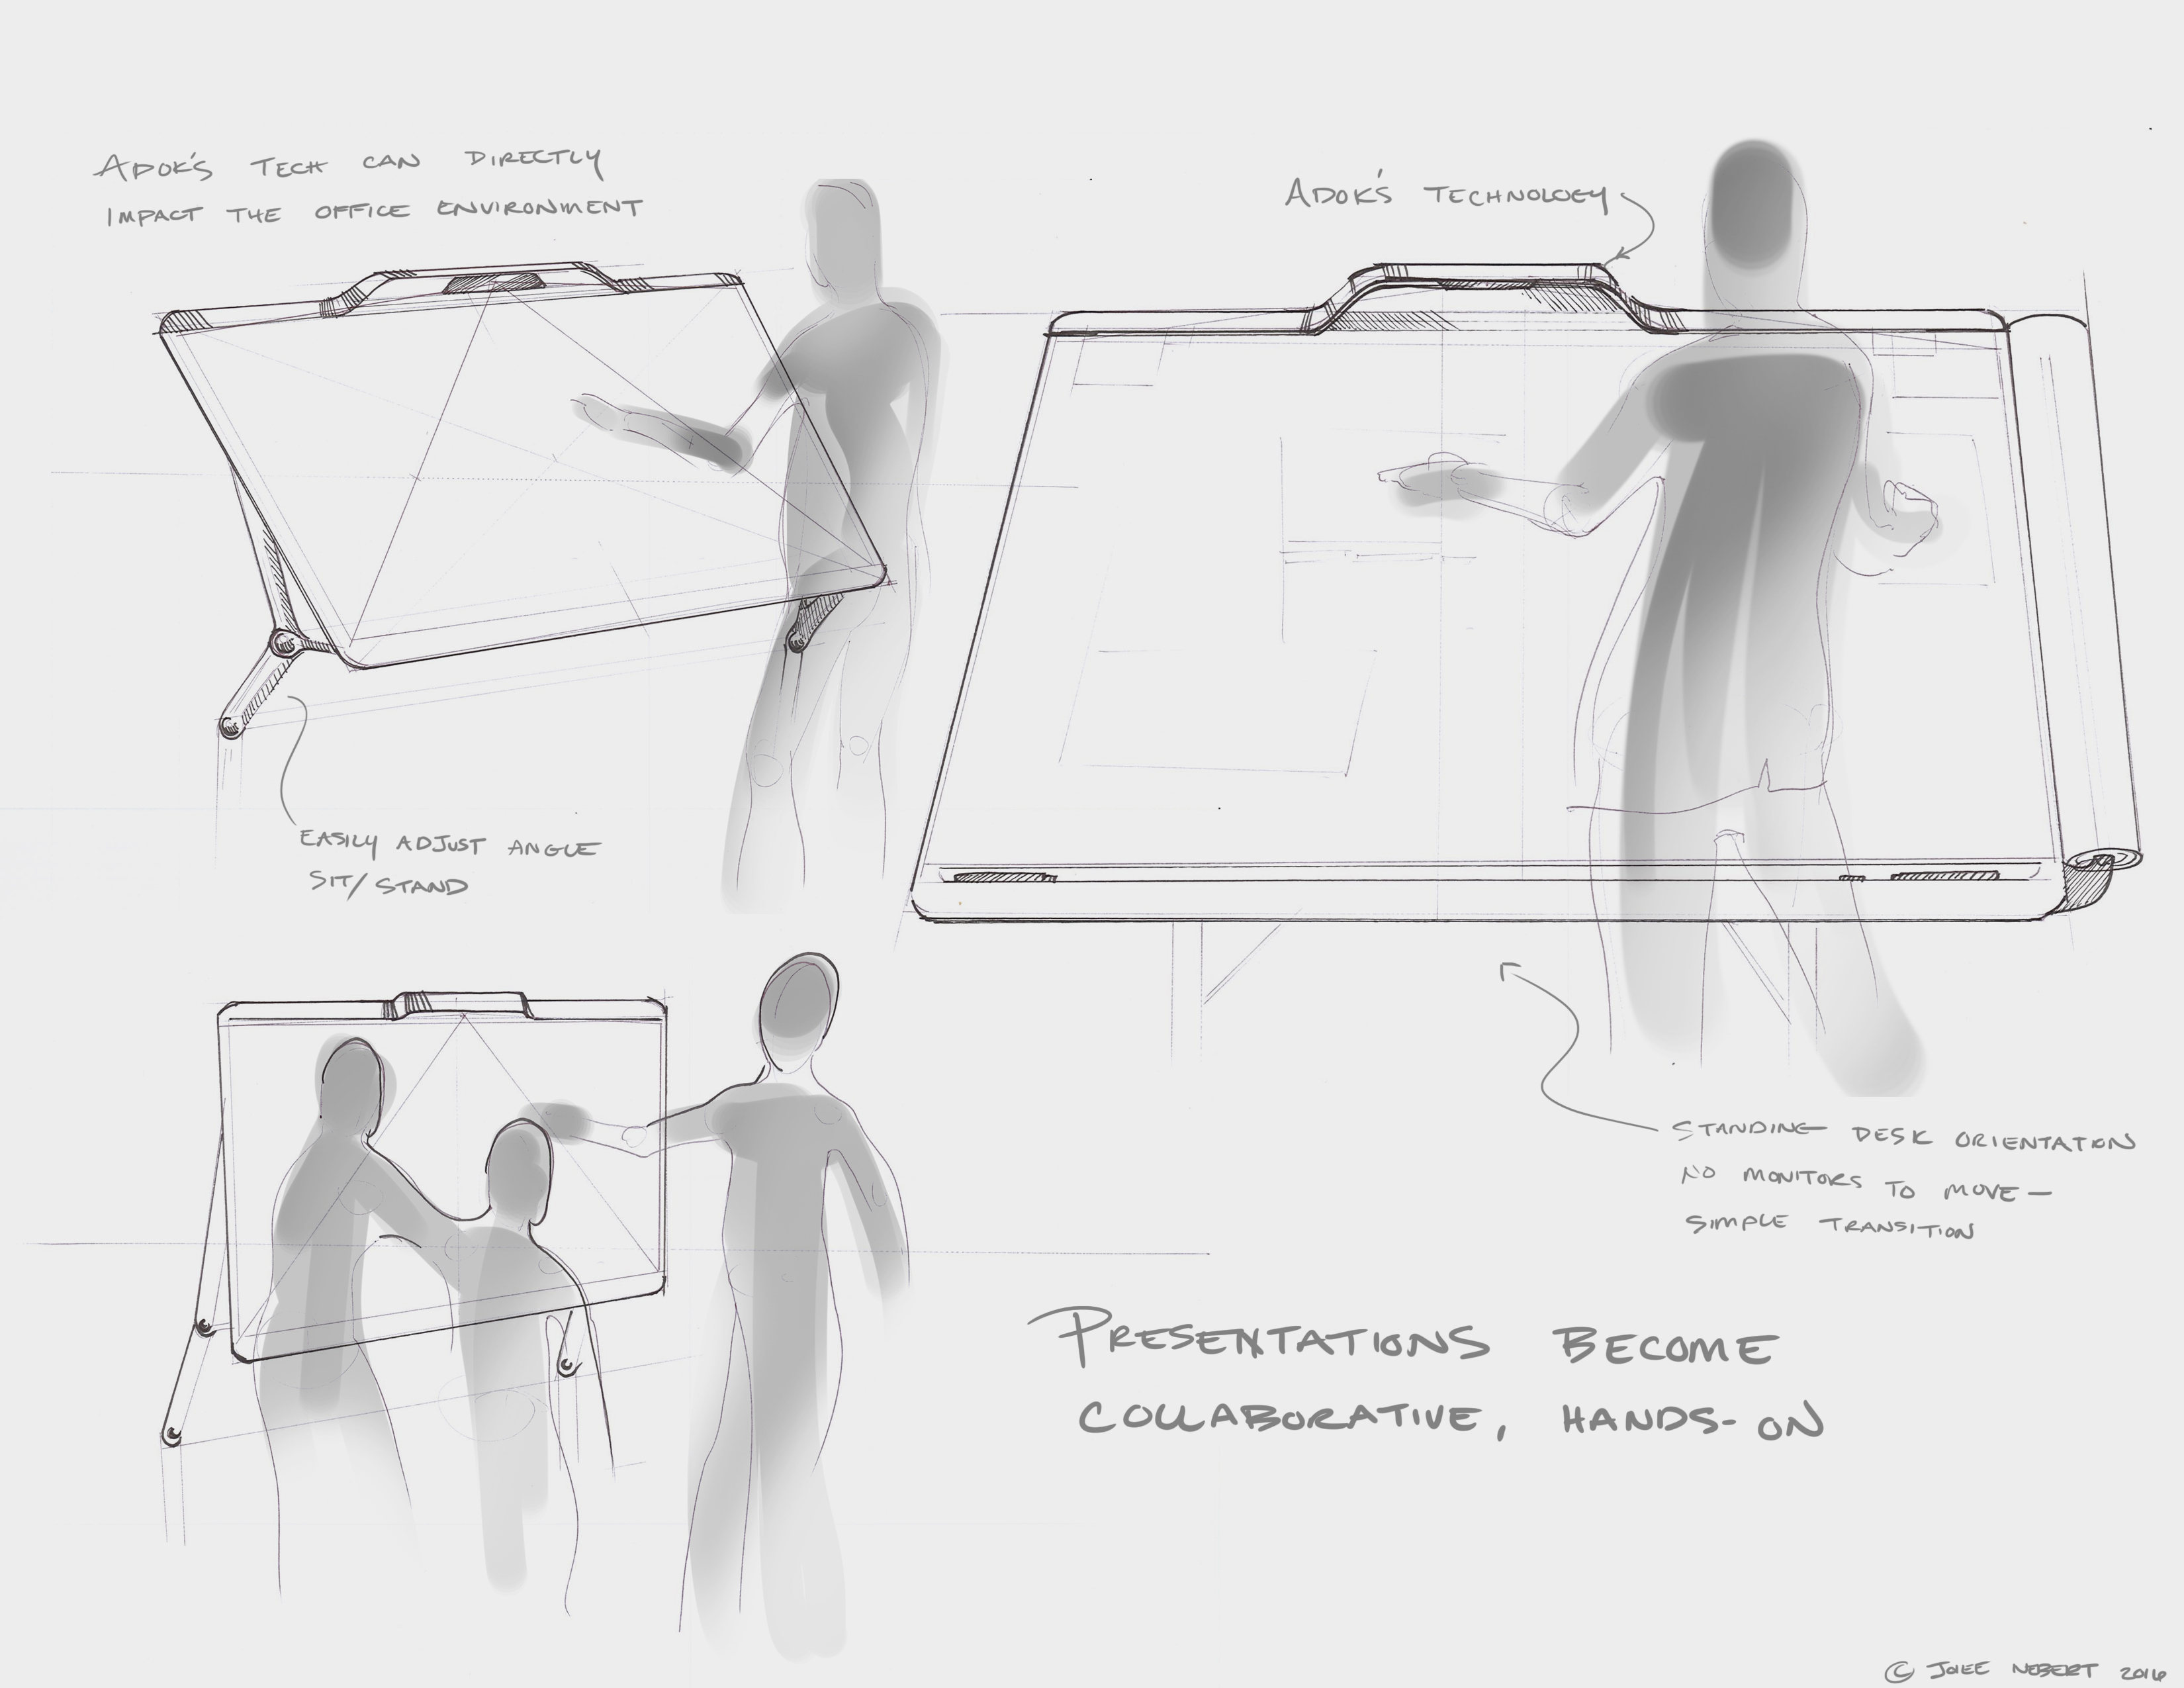 ADOK'S TECH CAN DIRECTLY
IMPACT THE OFFICE ENVIRONMENT
ADOK'S TECHNOLOGY
EASILY ADJUST ANGLE
SIT/STAND
STANDING DESK ORIENTATION
NO MONITORS TO MOVE —
SIMPLE TRANSITION
PRESENTATIONS BECOME
COLLABORATIVE, HANDS-ON
© NEBERT 2016